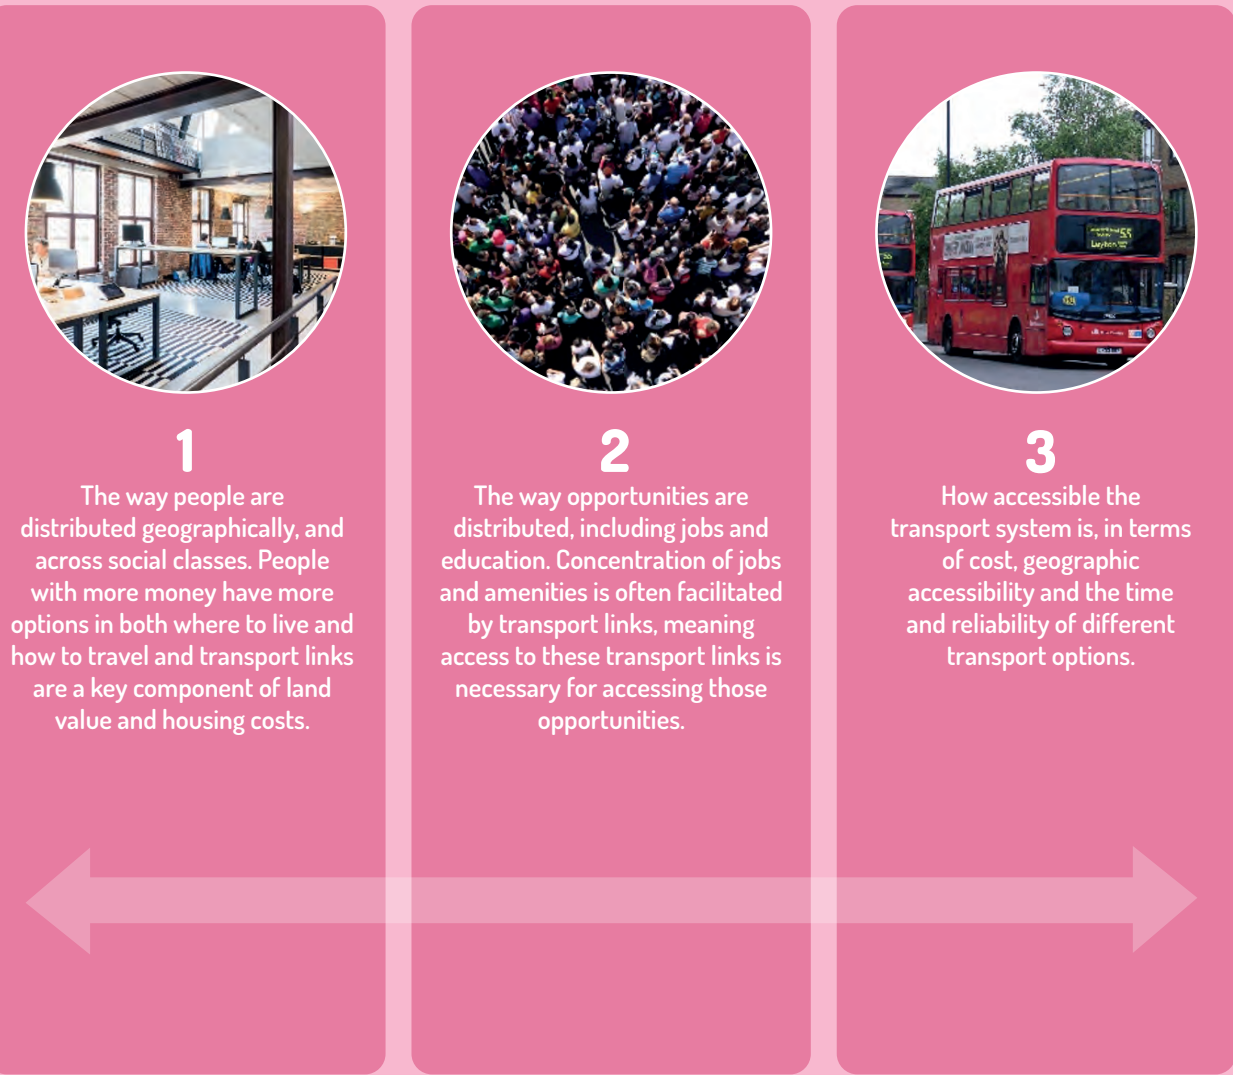 1
The way people are
distributed geographically, and
across social classes. People
with more money have more
options in both where to live and
how to travel and transport links
are a key component of land
value and housing costs.
2
The way opportunities are
distributed, including jobs and
education. Concentration of jobs
and amenities is often facilitated
by transport links, meaning
access to these transport links is
necessary for accessing those
opportunities.
55
3
How accessible the
transport system is, in terms
of cost, geographic
accessibility and the time
and reliability of different
transport options.